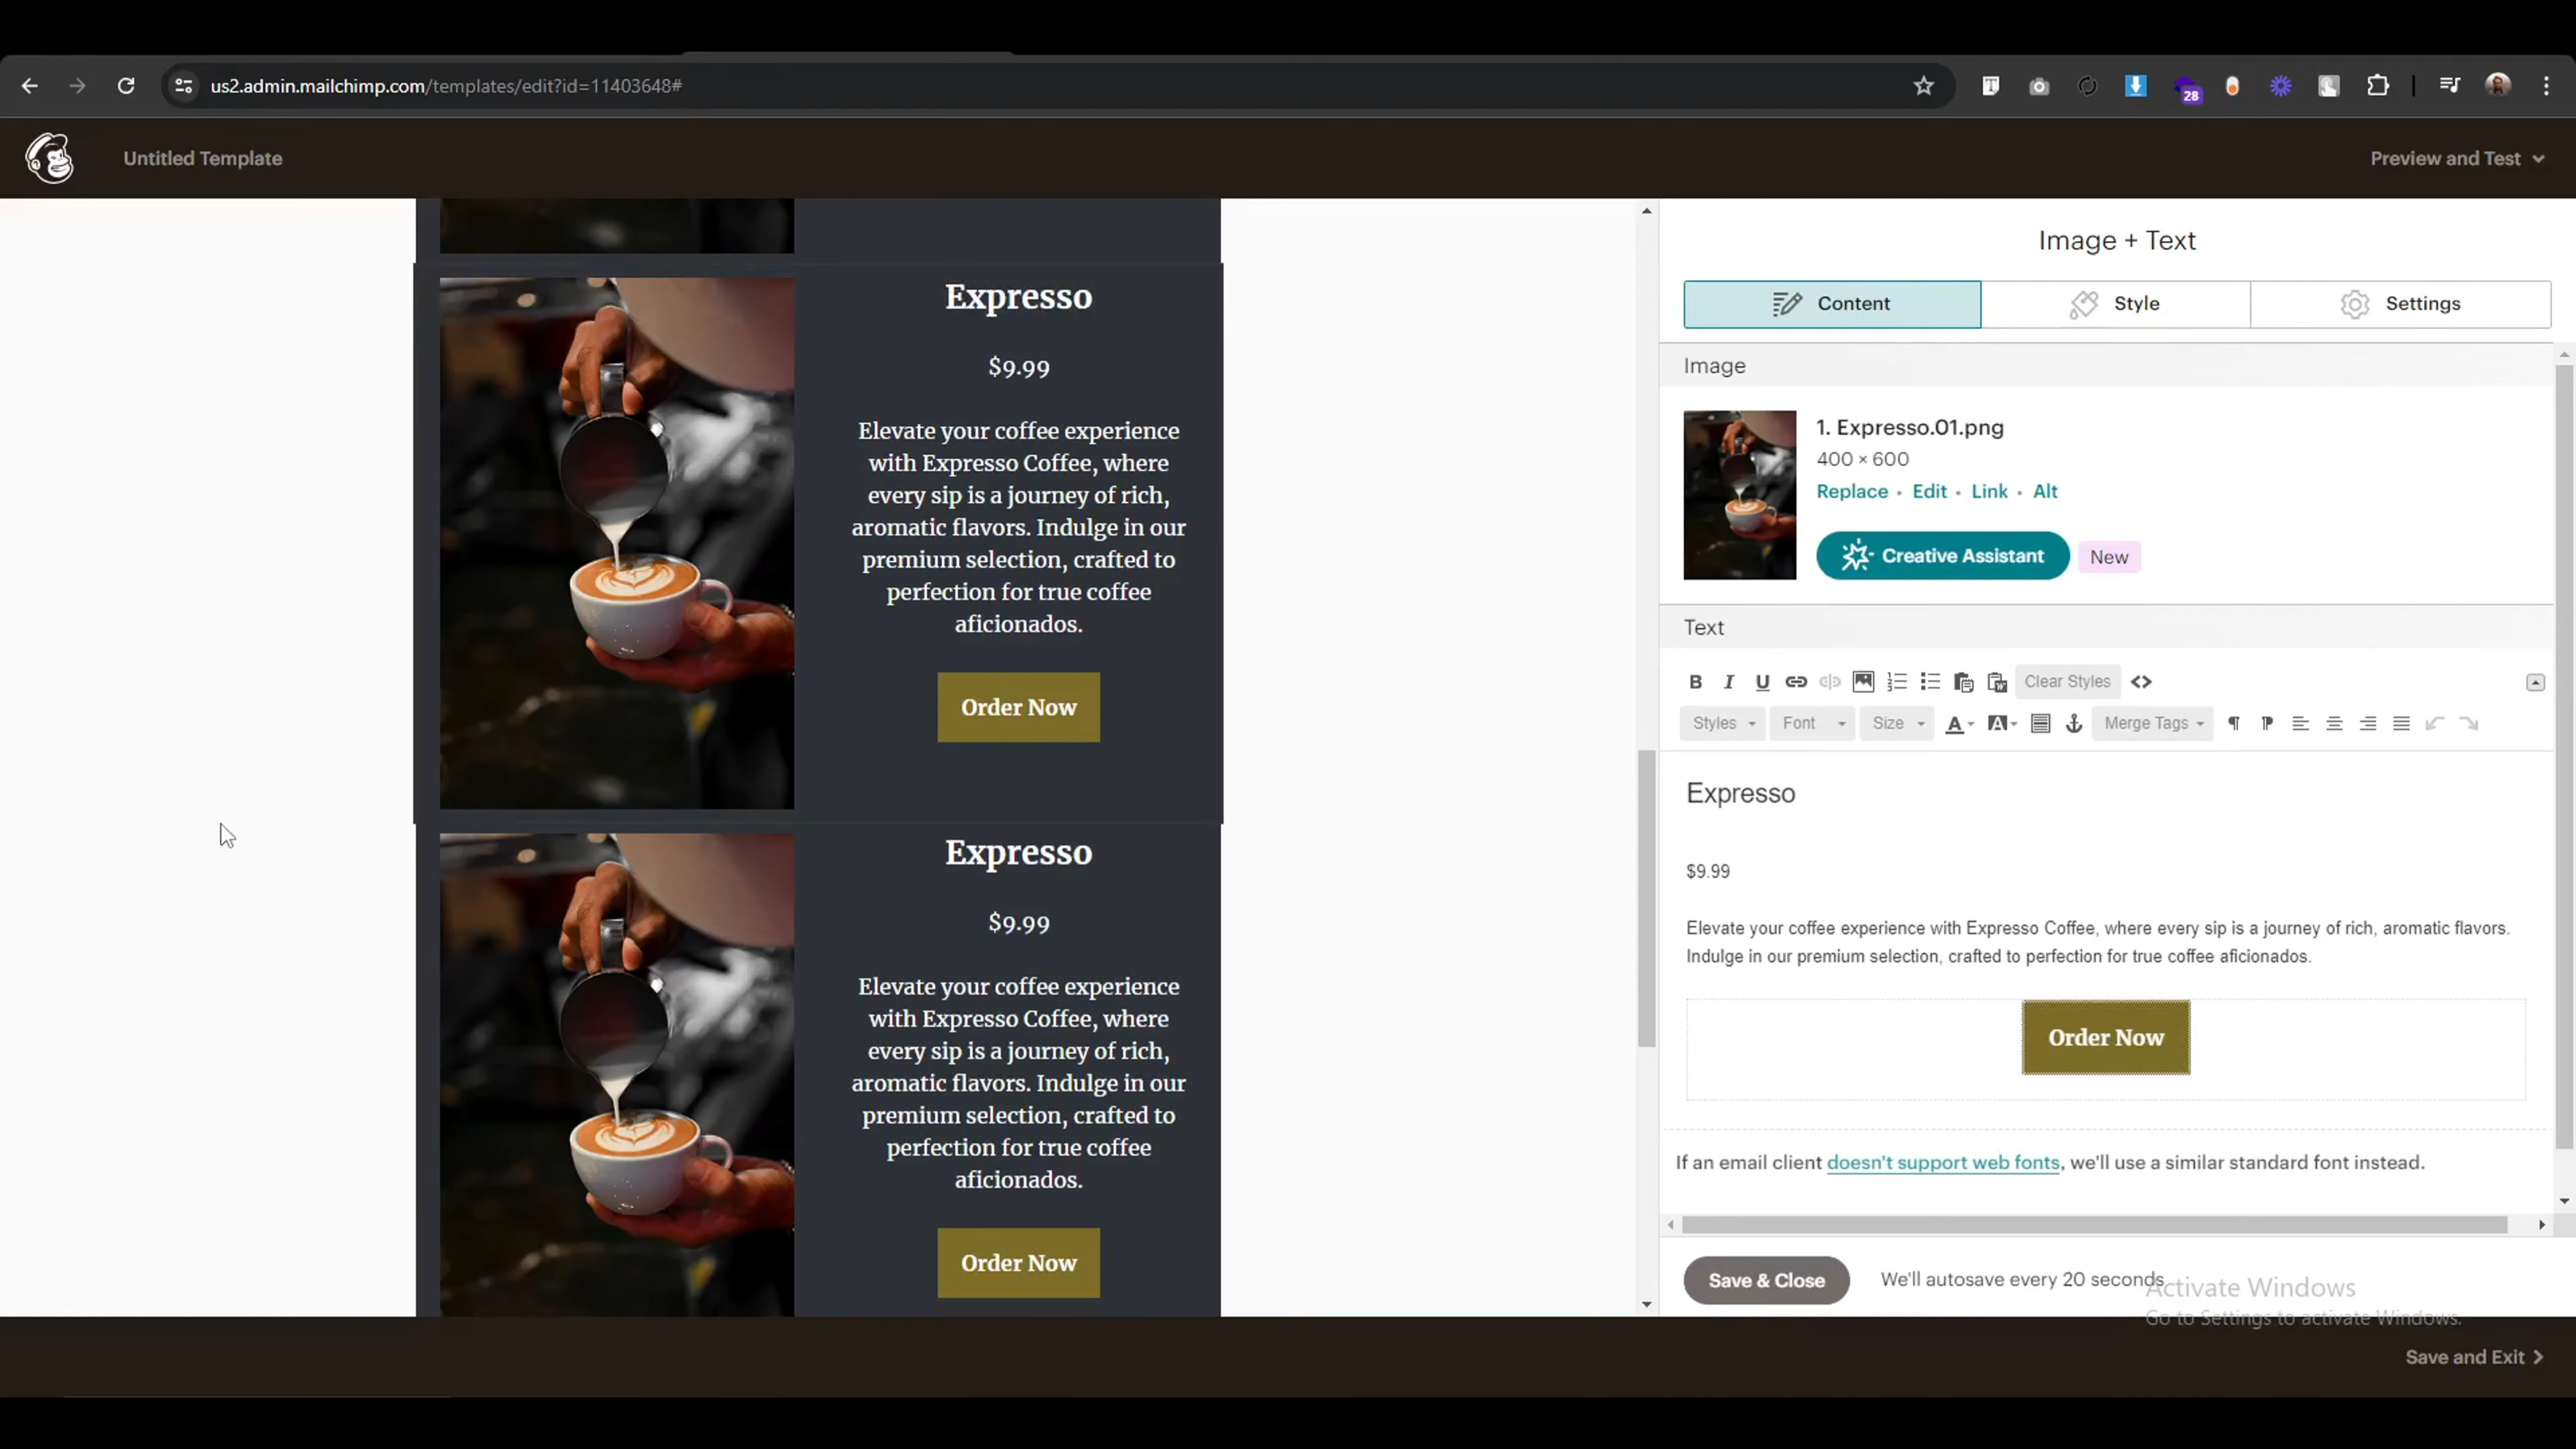 us2.admin.mailchimp.com/templates/edit?id=11403648#
28
Untitled Template
Preview and Test
Expresso
$9.99
Elevate your coffee experience
with Expresso Coffee, where
every sip is a journey of rich,
aromatic flavors. Indulge in our
premium selection, crafted to
perfection for true coffee
aficionados.
Order Now
Expresso
$9.99
Elevate your coffee experience
with Expresso Coffee, where
every sip is a journey of rich,
aromatic flavors. Indulge in our
premium selection, crafted to
perfection for true coffee
aficionados.
Order Now
Image + Text
Content Style Settings
Image
1. Expresso.01.png
400 × 600
Replace • Edit • Link • Alt
Creative Assistant New
Text
B I U Clear Styles
Styles Font Size A A Merge Tags
Expresso
$9.99
Elevate your coffee experience with Expresso Coffee, where every sip is a journey of rich, aromatic flavors.
Indulge in our premium selection, crafted to perfection for true coffee aficionados.
Order Now
If an email client doesn't support web fonts, we'll use a similar standard font instead.
Save & Close We'll autosave every 20 seconds
Activate Windows
Go to Settings to activate Windows.
Save and Exit